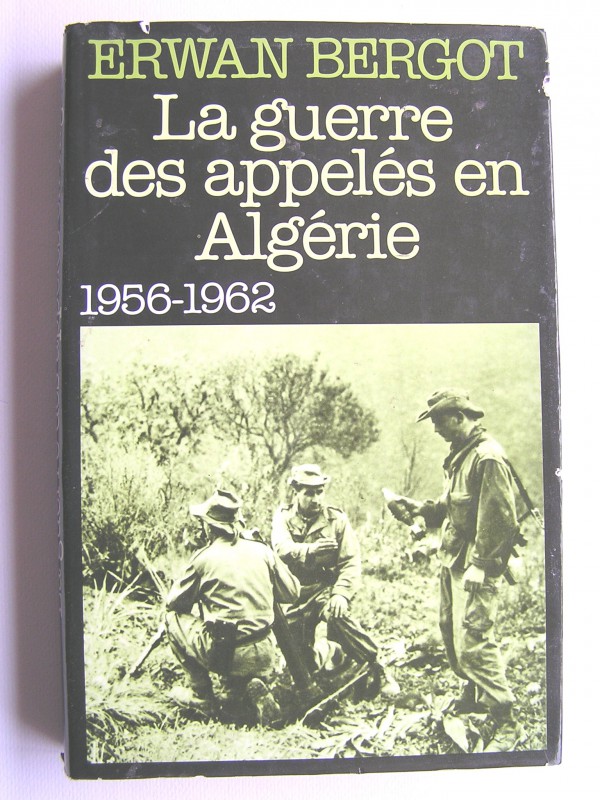 ERWAN BERGOT
La guerre
des appelés en
Algérie
1956-1962